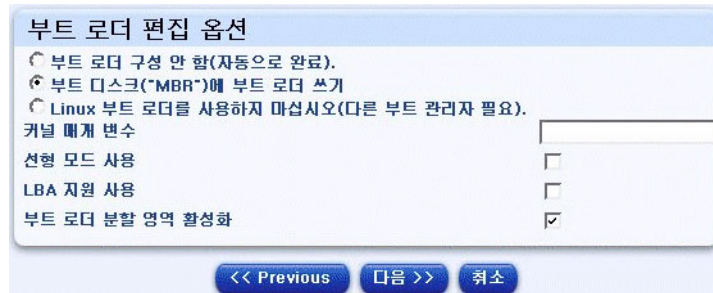 부트 로더 편집 옵션
부트 로더 구성 안 함(자동으로 완료).
부트 디스크("MBR")에 부트 로더 쓰기
Linux 부트 로더를 사용하지 마십시오(다른 부트 관리자 필요).
커널 매개 변수
선형 모드 사용
LBA 지원 사용
부트 로더 분할 영역 활성화
<< Previous 다음 >> 취소